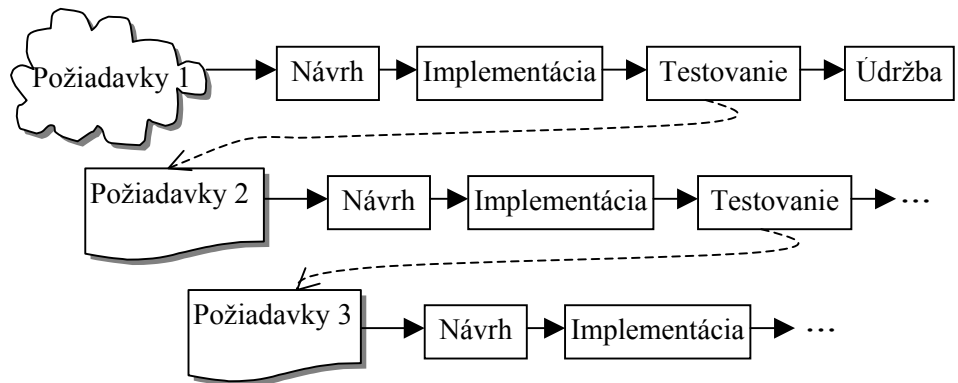 Požiadavky 1 Návrh Implementácia Testovanie Údržba
Požiadavky 2 Návrh Implementácia Testovanie ...
Požiadavky 3 Návrh Implementácia ...